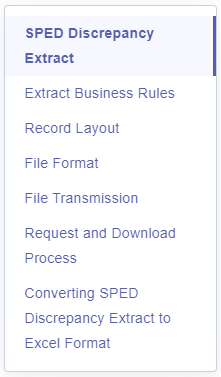 SPED Discrepancy
Extract
Extract Business Rules
Record Layout
File Format
File Transmission
Request and Download
Process
Converting SPED
Discrepancy Extract to
Excel Format